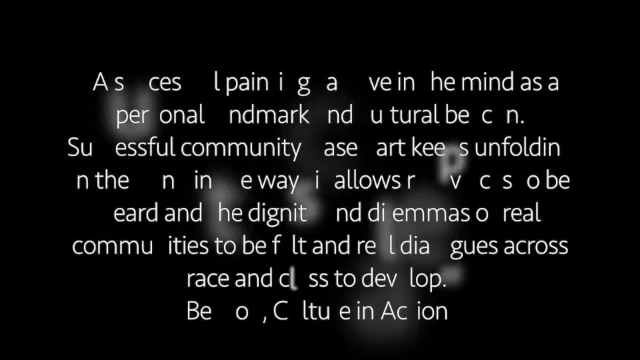 A s ces l pain i g a ve in he mind as a
per onal ndmark nd u tural be c n.
Su essful community ase art kee s unfoldin
n the n in e way i allows r v c s o be
eard and he dignit nd di emmas o real
commu ities to be f lt and re l dia gues across
race and cl ss to dev lop.
Be o , C ltu e in Ac ion